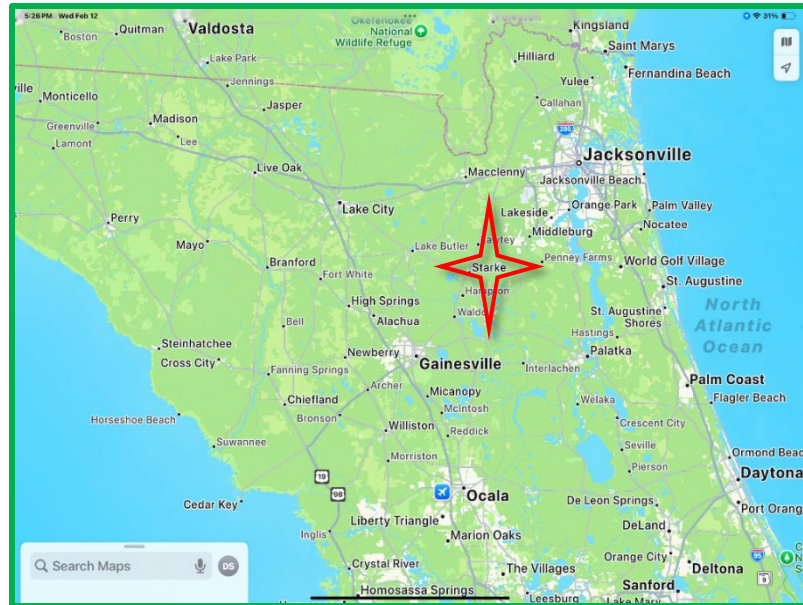 5:26 PM Wed Feb 12
31%
Okefenokee
National
Wildlife Refuge
Kingsland
Boston
Quitman
Valdosta
Saint Marys
Lake Park
Hilliard
Yulee
Fernandina Beach
Jennings
Monticello
Jasper
Callahan
Madison
Greenville
295
Lamont
Lee
Jacksonville
Live Oak
Macclenny
Jacksonville Beach
Lake City
Lakeside
Orange Park
Palm Valley
Perry
Nocatee
Middleburg
Mayo
Lake Butler
Branford
Starke
Penney Farms
World Golf Village
Fort White
St. Augustine
High Springs
Hampton
North
Atlantic
Ocean
Bell
Alachua
St. Augustine
Shores
Hastings
Steinhatchee
Newberry
Palatka
Cross City
Gainesville
Fanning Springs
Interlachen
Archer
Palm Coast
Chiefland
Micanopy
Welaka
Flagler Beach
McIntosh
Horseshoe Beach
Bronson
Williston
Reddick
Crescent City
Suwannee
Seville
Morriston
Pierson
Ormond Beac
19
98
Daytona
Ocala
Cedar Key
De Leon Springs
Port Orang
Liberty Triangle
DeLand
Inglis
Marion Oaks
95
Search Maps
DS
Crystal River
The Villages
Orange City
Deltona
Homosassa Springs
Sanford
Leesburg
Lake Mary